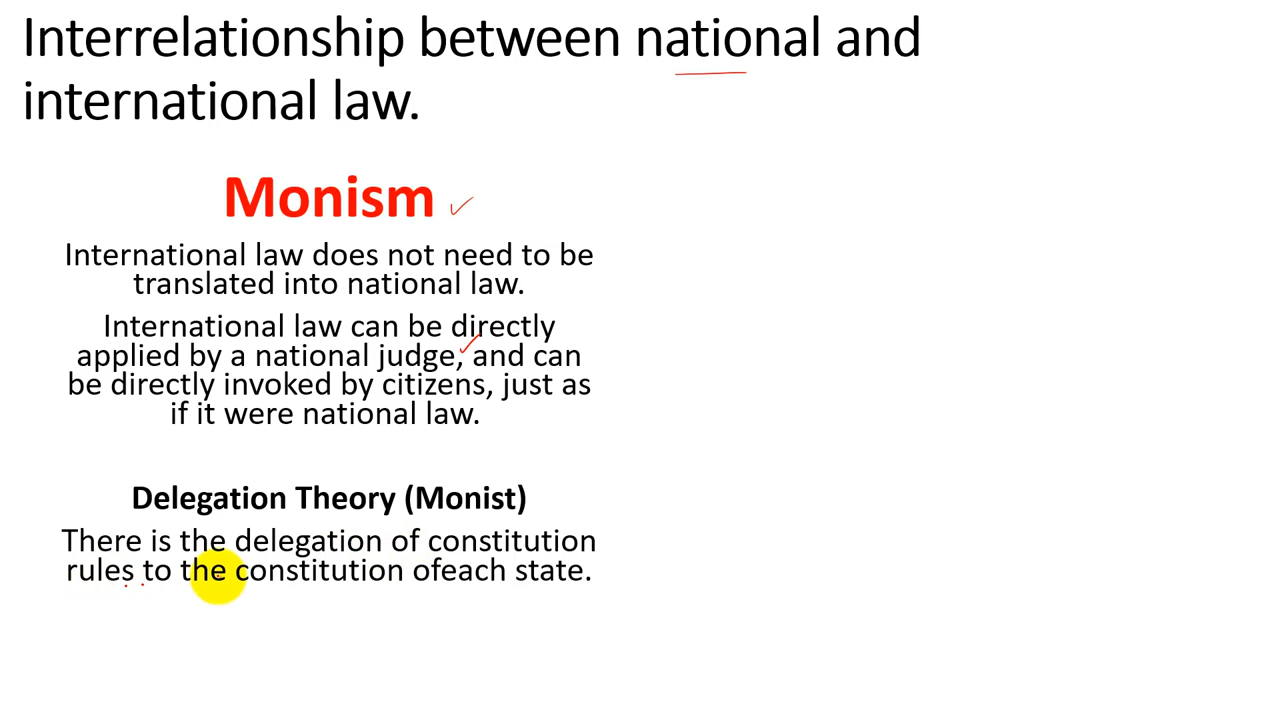 Interrelationship between national and
international law.
Monism
International law does not need to be
translated into national law.
International law can be directly
applied by a national judge, and can
be directly invoked by citizens, just as
if it were national law.
Delegation Theory (Monist)
There is the delegation of constitution
rules to the constitution ofeach state.